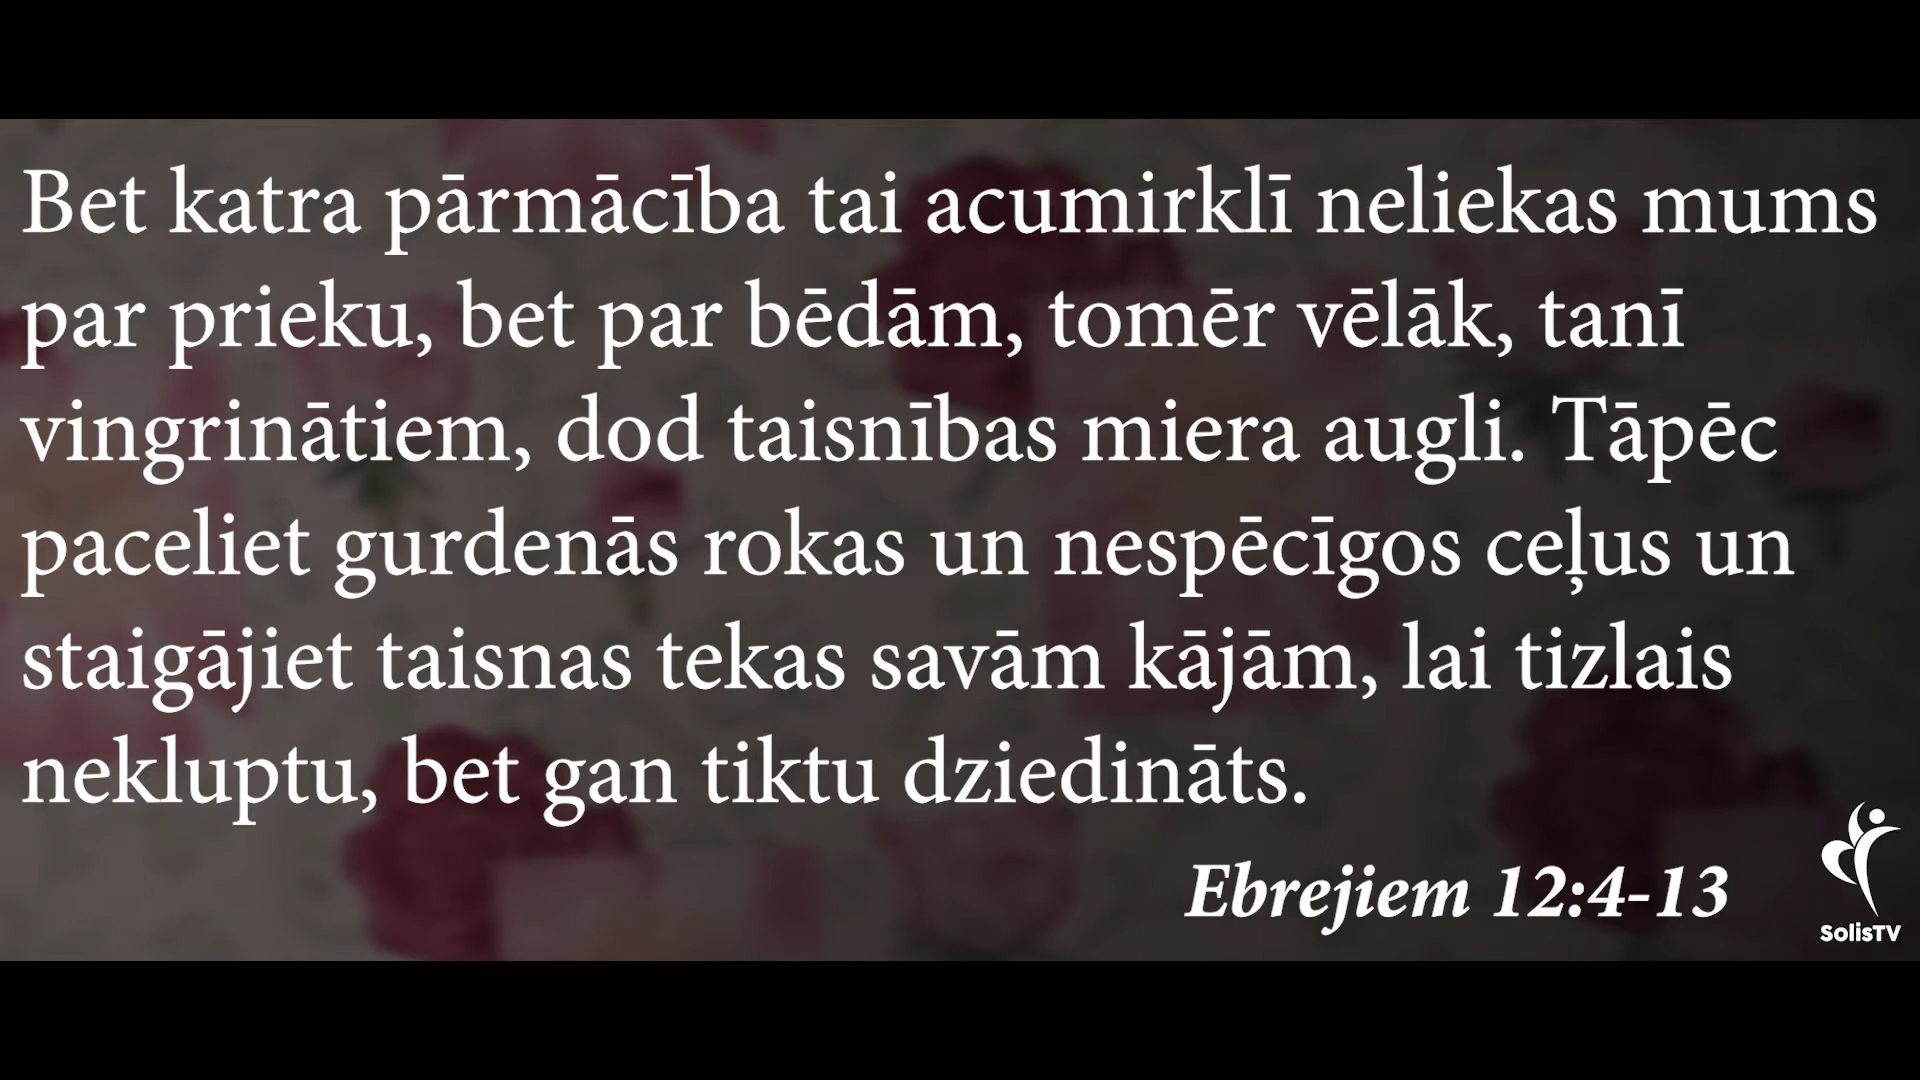 Bet katra pārmācība tai acumirklī neliekas mums
par prieku, bet par bēdām, tomēr vēlāk, tanī
vingrinātiem, dod taisnības miera augli. Tāpēc
paceliet gurdenās rokas un nespēcīgos ceļus un
staigājiet taisnas tekas savām kājām, lai tizlais
nekluptu, bet gan tiktu dziedināts.
Ebrejiem 12:4-13
SolisTV